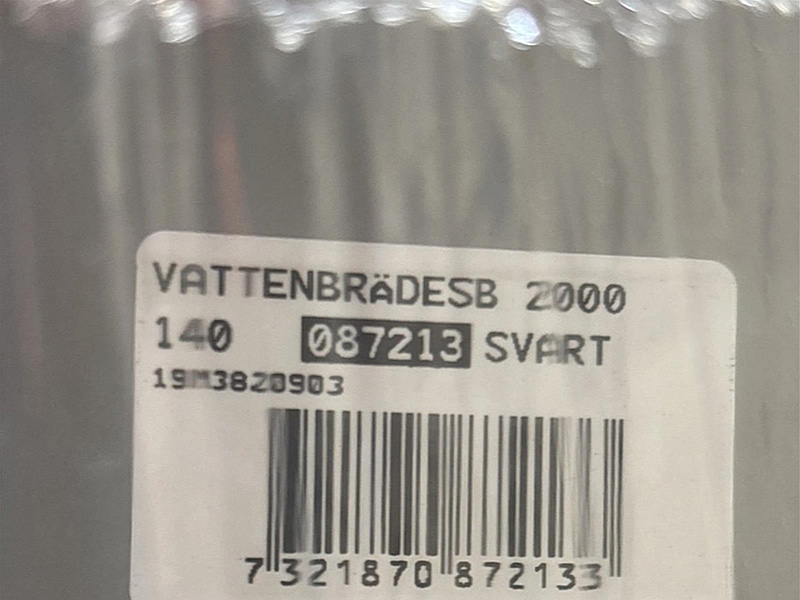 VATTENBRÄDESB 2000
140 087213 SVART
19M3820903
7 321870 872133